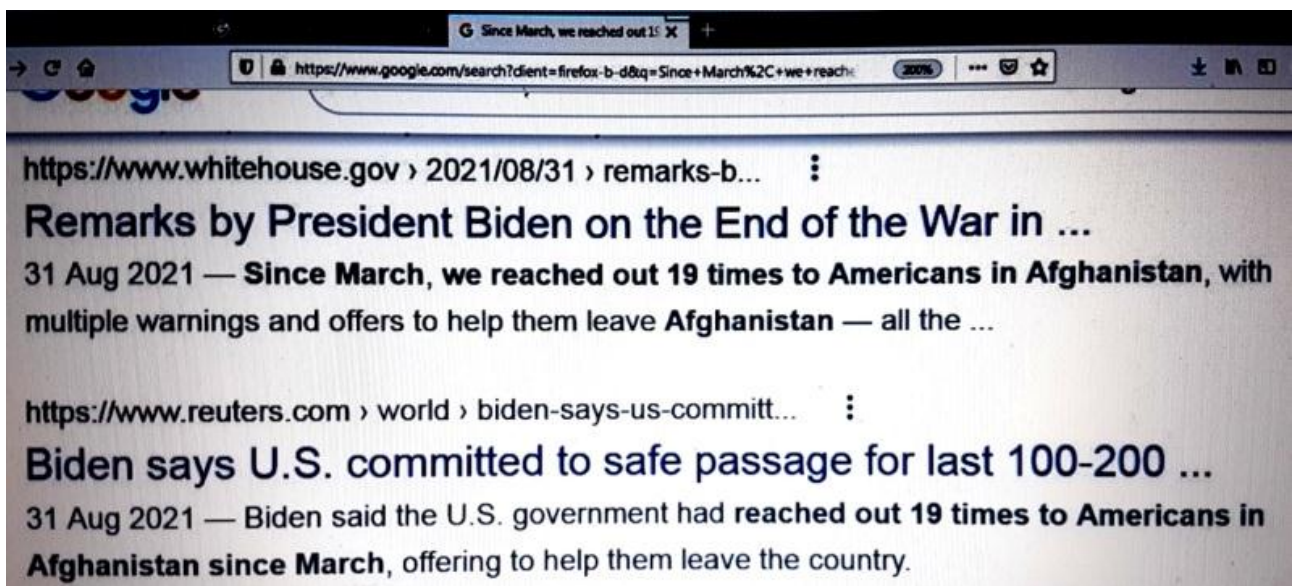 G Since March, we reached out 19
https://www.google.com/search?client=firefox-b-d&q=Since+March%2C+we+reache
200%
Google
https://www.whitehouse.gov › 2021/08/31 › remarks-b...
Remarks by President Biden on the End of the War in ...
31 Aug 2021 — Since March, we reached out 19 times to Americans in Afghanistan, with
multiple warnings and offers to help them leave Afghanistan — all the ...
https://www.reuters.com › world › biden-says-us-committ...
Biden says U.S. committed to safe passage for last 100-200 ...
31 Aug 2021 — Biden said the U.S. government had reached out 19 times to Americans in
Afghanistan since March, offering to help them leave the country.